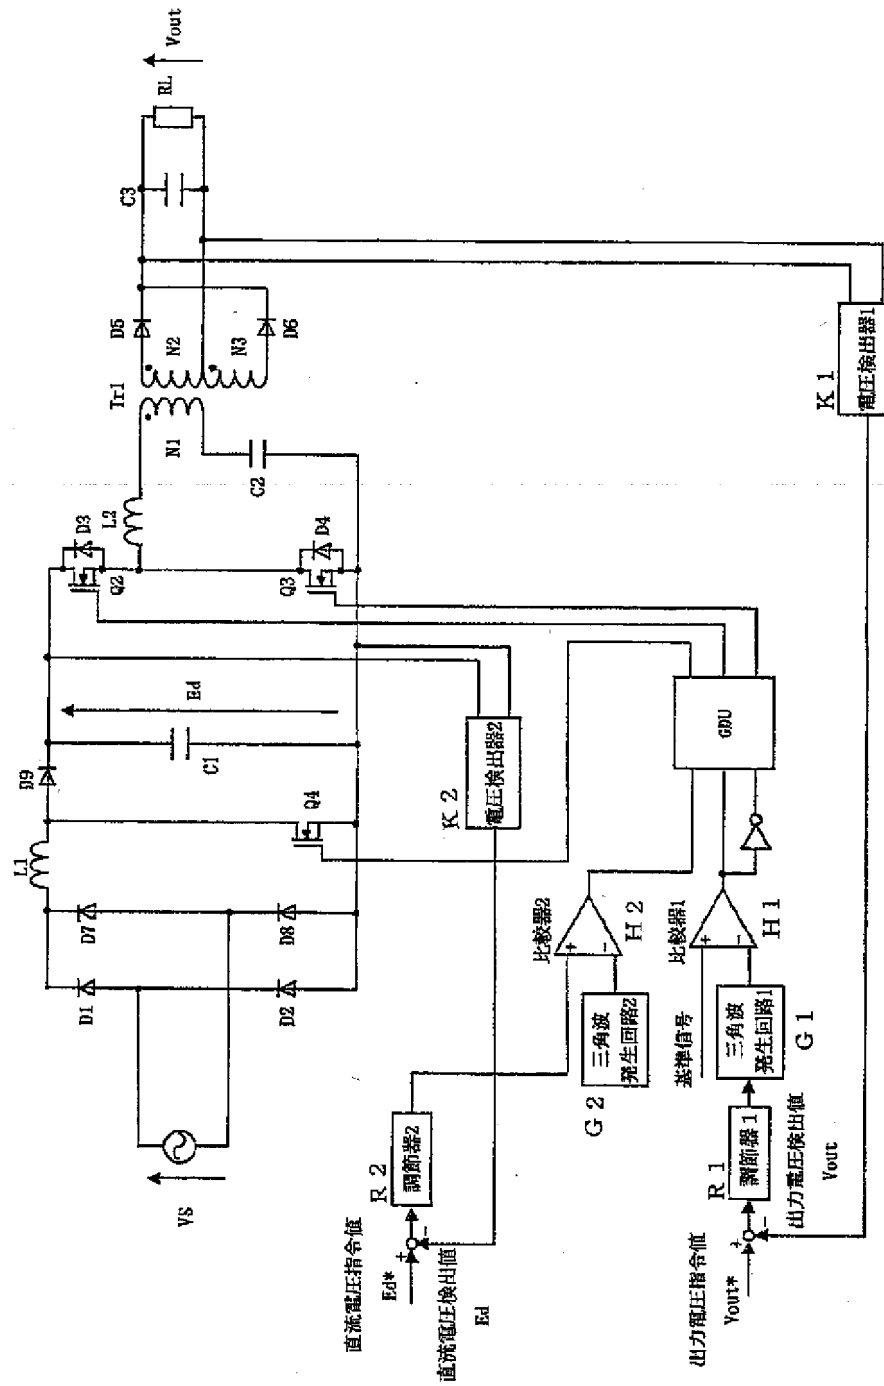 VS
D1
D7
D2
D8
L1
D9
Q4
C1
Ed
D3
Q2
L2
Q3
D4
Tr1
N1
N2
N3
C2
D5
D6
C3
RL
Vout
直流電圧指令値
Ed*
+
-
直流電圧検出値
Ed
R2
調節器2
G2
三角波
発生回路2
比較器2
+
-
H2
K2
電圧検出器2
GDU
出力電圧指令値
Vout*
+
-
出力電圧検出値
Vout
R1
調節器1
基準信号
三角波
発生回路1
G1
比較器1
+
-
H1
K1
電圧検出器1